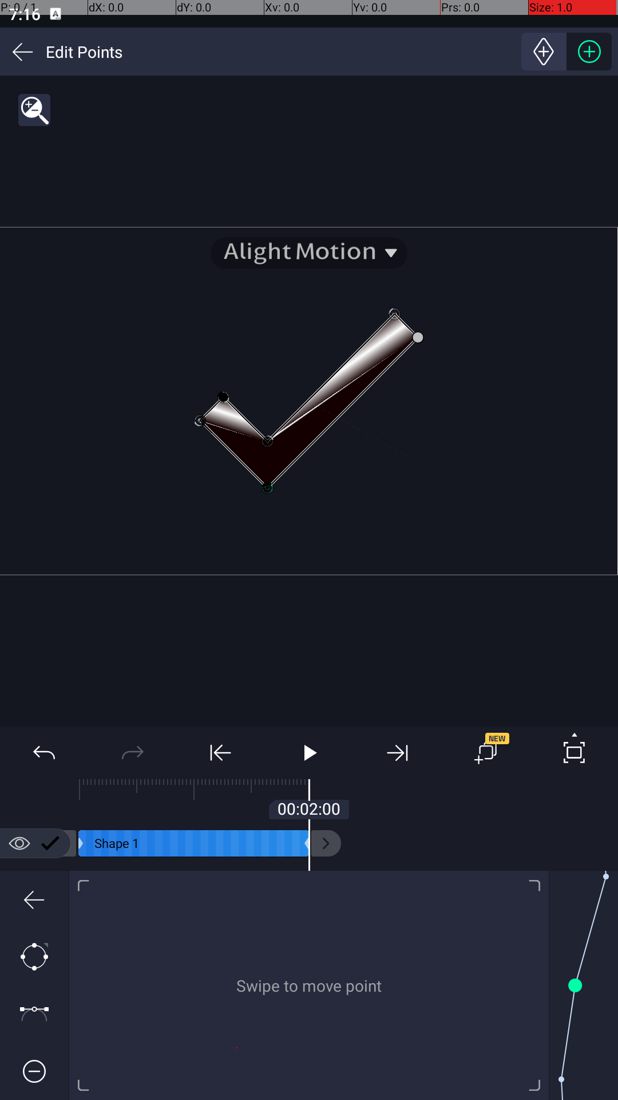 P: 0 / 1 dX: 0.0 dY: 0.0 Xv: 0.0 Yv: 0.0 Prs: 0.0 Size: 1.0
7:16 A
Edit Points
Alight Motion
NEW
00:02:00
Shape 1
Swipe to move point